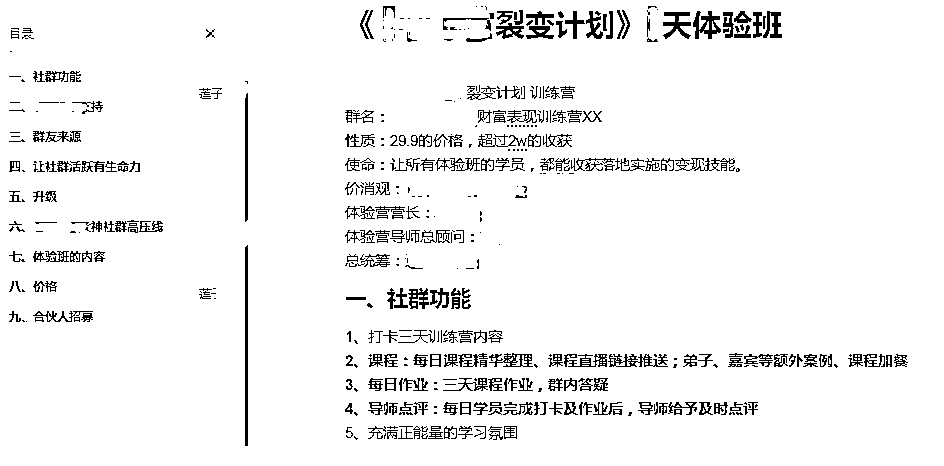 目录
×
一、社群功能
二、持
三、群友来源
四、让社群活跃有生命力
五、升级
六、神社群高压线
七、体验班的内容
八、价格
九、合伙人招募
莲子
莲子
《裂变计划》天体验班
裂变计划 训练营
群名：财富表现训练营XX
性质：29.9的价格，超过2w的收获
使命：让所有体验班的学员，都能收获落地实施的变现技能。
价消观：
体验营营长：
体验营导师总顾问：
总统筹：
一、社群功能
1、打卡三天训练营内容
2、课程：每日课程精华整理、课程直播链接推送；弟子、嘉宾等额外案例、课程加餐
3、每日作业：三天课程作业，群内答疑
4、导师点评：每日学员完成打卡及作业后，导师给予及时点评
5、充满正能量的学习氛围